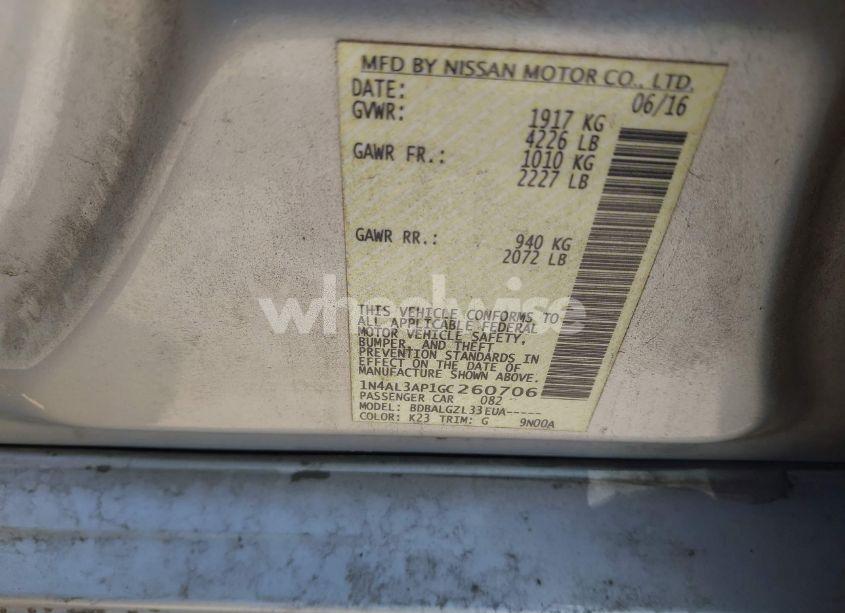 MFD BY NISSAN MOTOR CO., LTD.
DATE: 06/16
GVWR: 1917 KG
4226 LB
GAWR FR.: 1010 KG
2227 LB
GAWR RR.: 940 KG
2072 LB
wheelwise
THIS VEHICLE CONFORMS TO
ALL APPLICABLE FEDERAL
MOTOR VEHICLE SAFETY,
BUMPER, AND THEFT
PREVENTION STANDARDS IN
EFFECT ON THE DATE OF
MANUFACTURE SHOWN ABOVE.
1N4AL3AP1GC260706
PASSENGER CAR 082
MODEL: BDBALGZL33EUA-----
COLOR: K23 TRIM: G 9N00A